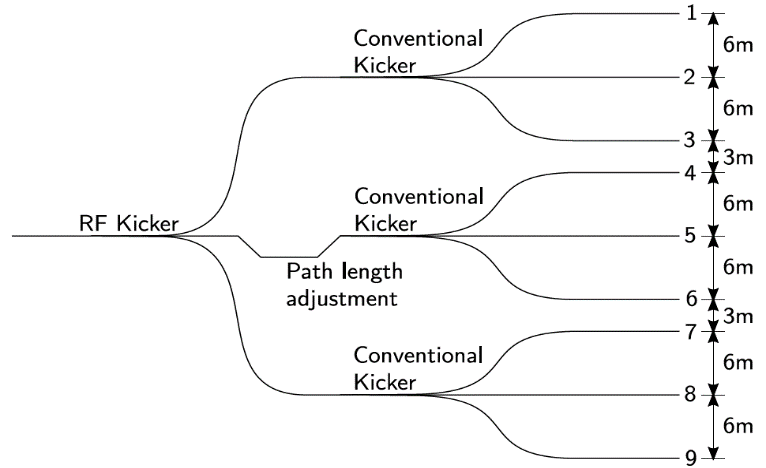 1
Conventional
Kicker
6m
2
6m
3
3m
4
Conventional
Kicker
6m
RF Kicker
5
Path length
adjustment
6m
6
3m
7
Conventional
Kicker
6m
8
6m
9